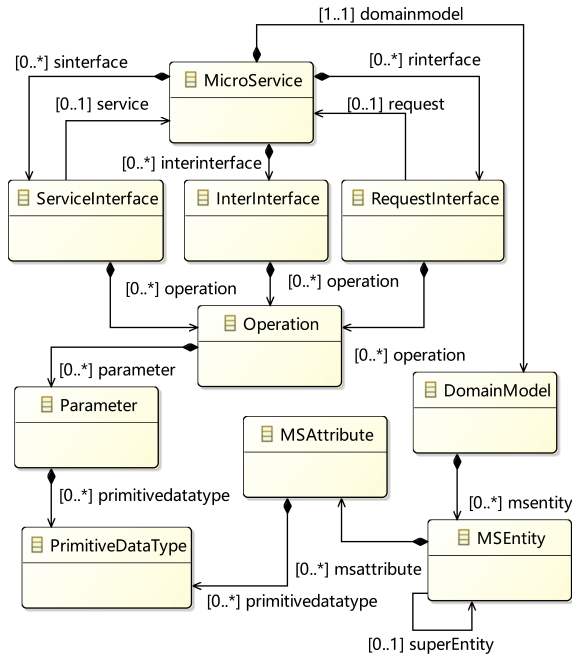 [1..1] domainmodel
[0..*] sinterface
MicroService
[0..*] rinterface
[0..1] service
[0..1] request
[0..*] interinterface
ServiceInterface
InterInterface
RequestInterface
[0..*] operation
[0..*] operation
Operation
[0..*] operation
[0..*] parameter
DomainModel
Parameter
MSAttribute
[0..*] primitivedatatype
[0..*] msentity
PrimitiveDataType
MSEntity
[0..*] msattribute
[0..*] primitivedatatype
[0..1] superEntity